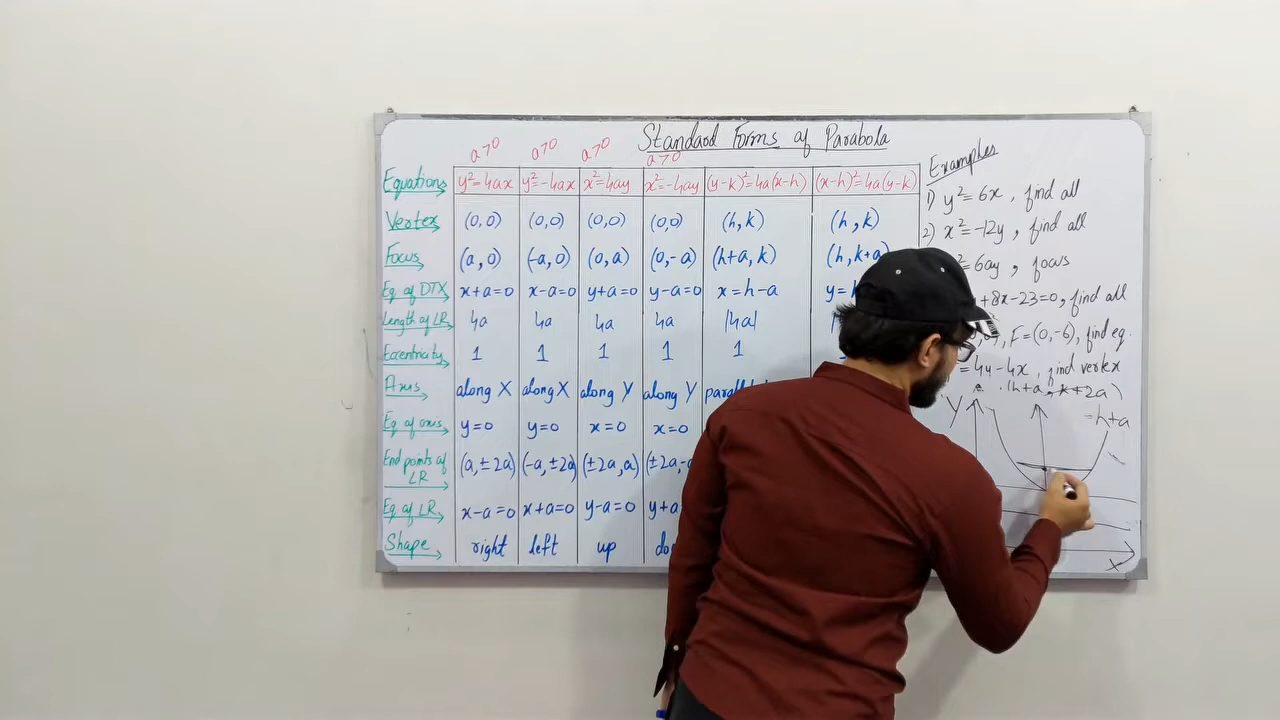 Standard Forms of Parabola
a>0 a>0 a>0 a>0
Equations y²=4ax y²=-4ax x²=4ay x²=-4ay (y-k)²=4a(x-h) (x-h)²=4a(y-k)
Vertex (0,0) (0,0) (0,0) (0,0) (h,k) (h,k)
Focus (a,0) (-a,0) (0,a) (0,-a) (h+a,k) (h,k+a)
Eq. of DTX x+a=0 x-a=0 y+a=0 y-a=0 x=h-a y=
Length of LR 4a 4a 4a 4a |4a|
Eccentricity 1 1 1 1 1
Axis along X along X along Y along Y
Eq. of axis y=0 y=0 x=0 x=0
End points of LR (a,±2a) (-a,±2a) (±2a,a) (±2a,-a
Eq. of LR x-a=0 x+a=0 y-a=0 y+a
Shape right left up
Examples
1) y²=6x, find all
2) x²=-12y, find all
²=6ay, focus
+8x-23=0, find all
, F=(0,-6), find eq.
=4y-4x, find vertex
(h+a, k+2a)
=h+a
Y
X